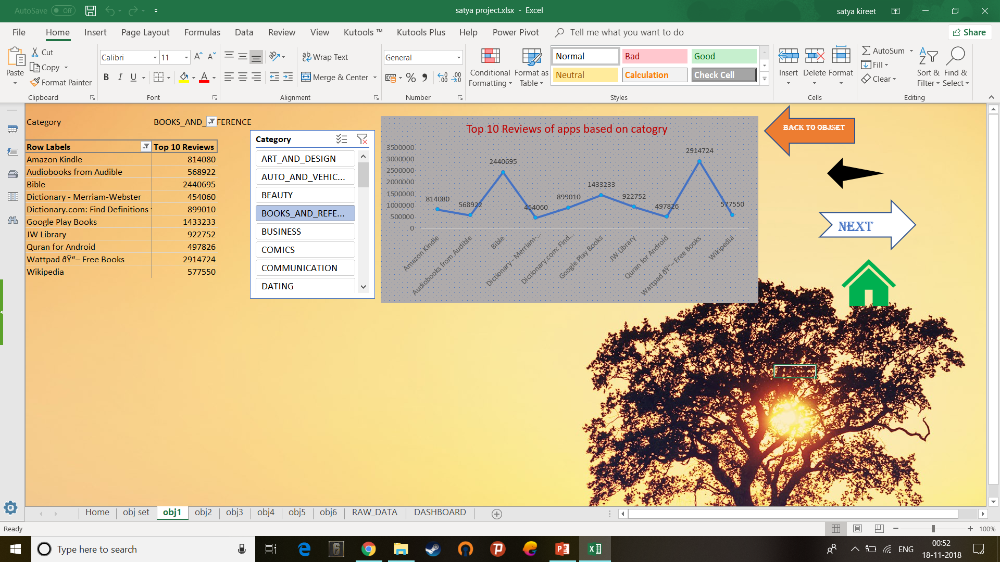 AutoSave Off
satya project.xlsx - Excel
satya kireet
File Home Insert Page Layout Formulas Data Review View Kutools ™ Kutools Plus Help Power Pivot Tell me what you want to do Share
Paste
Cut
Copy
Format Painter
Clipboard
Calibri 11
B I U
Font
Wrap Text
Merge & Center
Alignment
General
Number
Conditional Formatting
Format as Table
Normal Bad Good
Neutral Calculation Check Cell
Styles
Insert Delete Format
Cells
AutoSum
Fill
Clear
Sort & Filter
Find & Select
Editing
Category BOOKS_AND_ FERENCE
Row Labels Top 10 Reviews
Amazon Kindle 814080
Audiobooks from Audible 568922
Bible 2440695
Dictionary - Merriam-Webster 454060
Dictionary.com: Find Definitions 899010
Google Play Books 1433233
JW Library 922752
Quran for Android 497826
Wattpad ðŸ“– Free Books 2914724
Wikipedia 577550
Category
ART_AND_DESIGN
AUTO_AND_VEHIC...
BEAUTY
BOOKS_AND_REFE...
BUSINESS
COMICS
COMMUNICATION
DATING
Top 10 Reviews of apps based on catogry
3500000
3000000
2500000
2000000
1500000
1000000
500000
0
814080
568922
2440695
454060
899010
1433233
922752
497826
2914724
577550
Amazon Kindle
Audiobooks from Audible
Bible
Dictionary - Merriam-...
Dictionary.com: Find...
Google Play Books
JW Library
Quran for Android
Wattpad ðŸ“– Free Books
Wikipedia
BACK TO OBJSET
NEXT
Home obj set obj1 obj2 obj3 obj4 obj5 obj6 RAW_DATA DASHBOARD
Ready
100%
Type here to search
ENG
00:52
18-11-2018